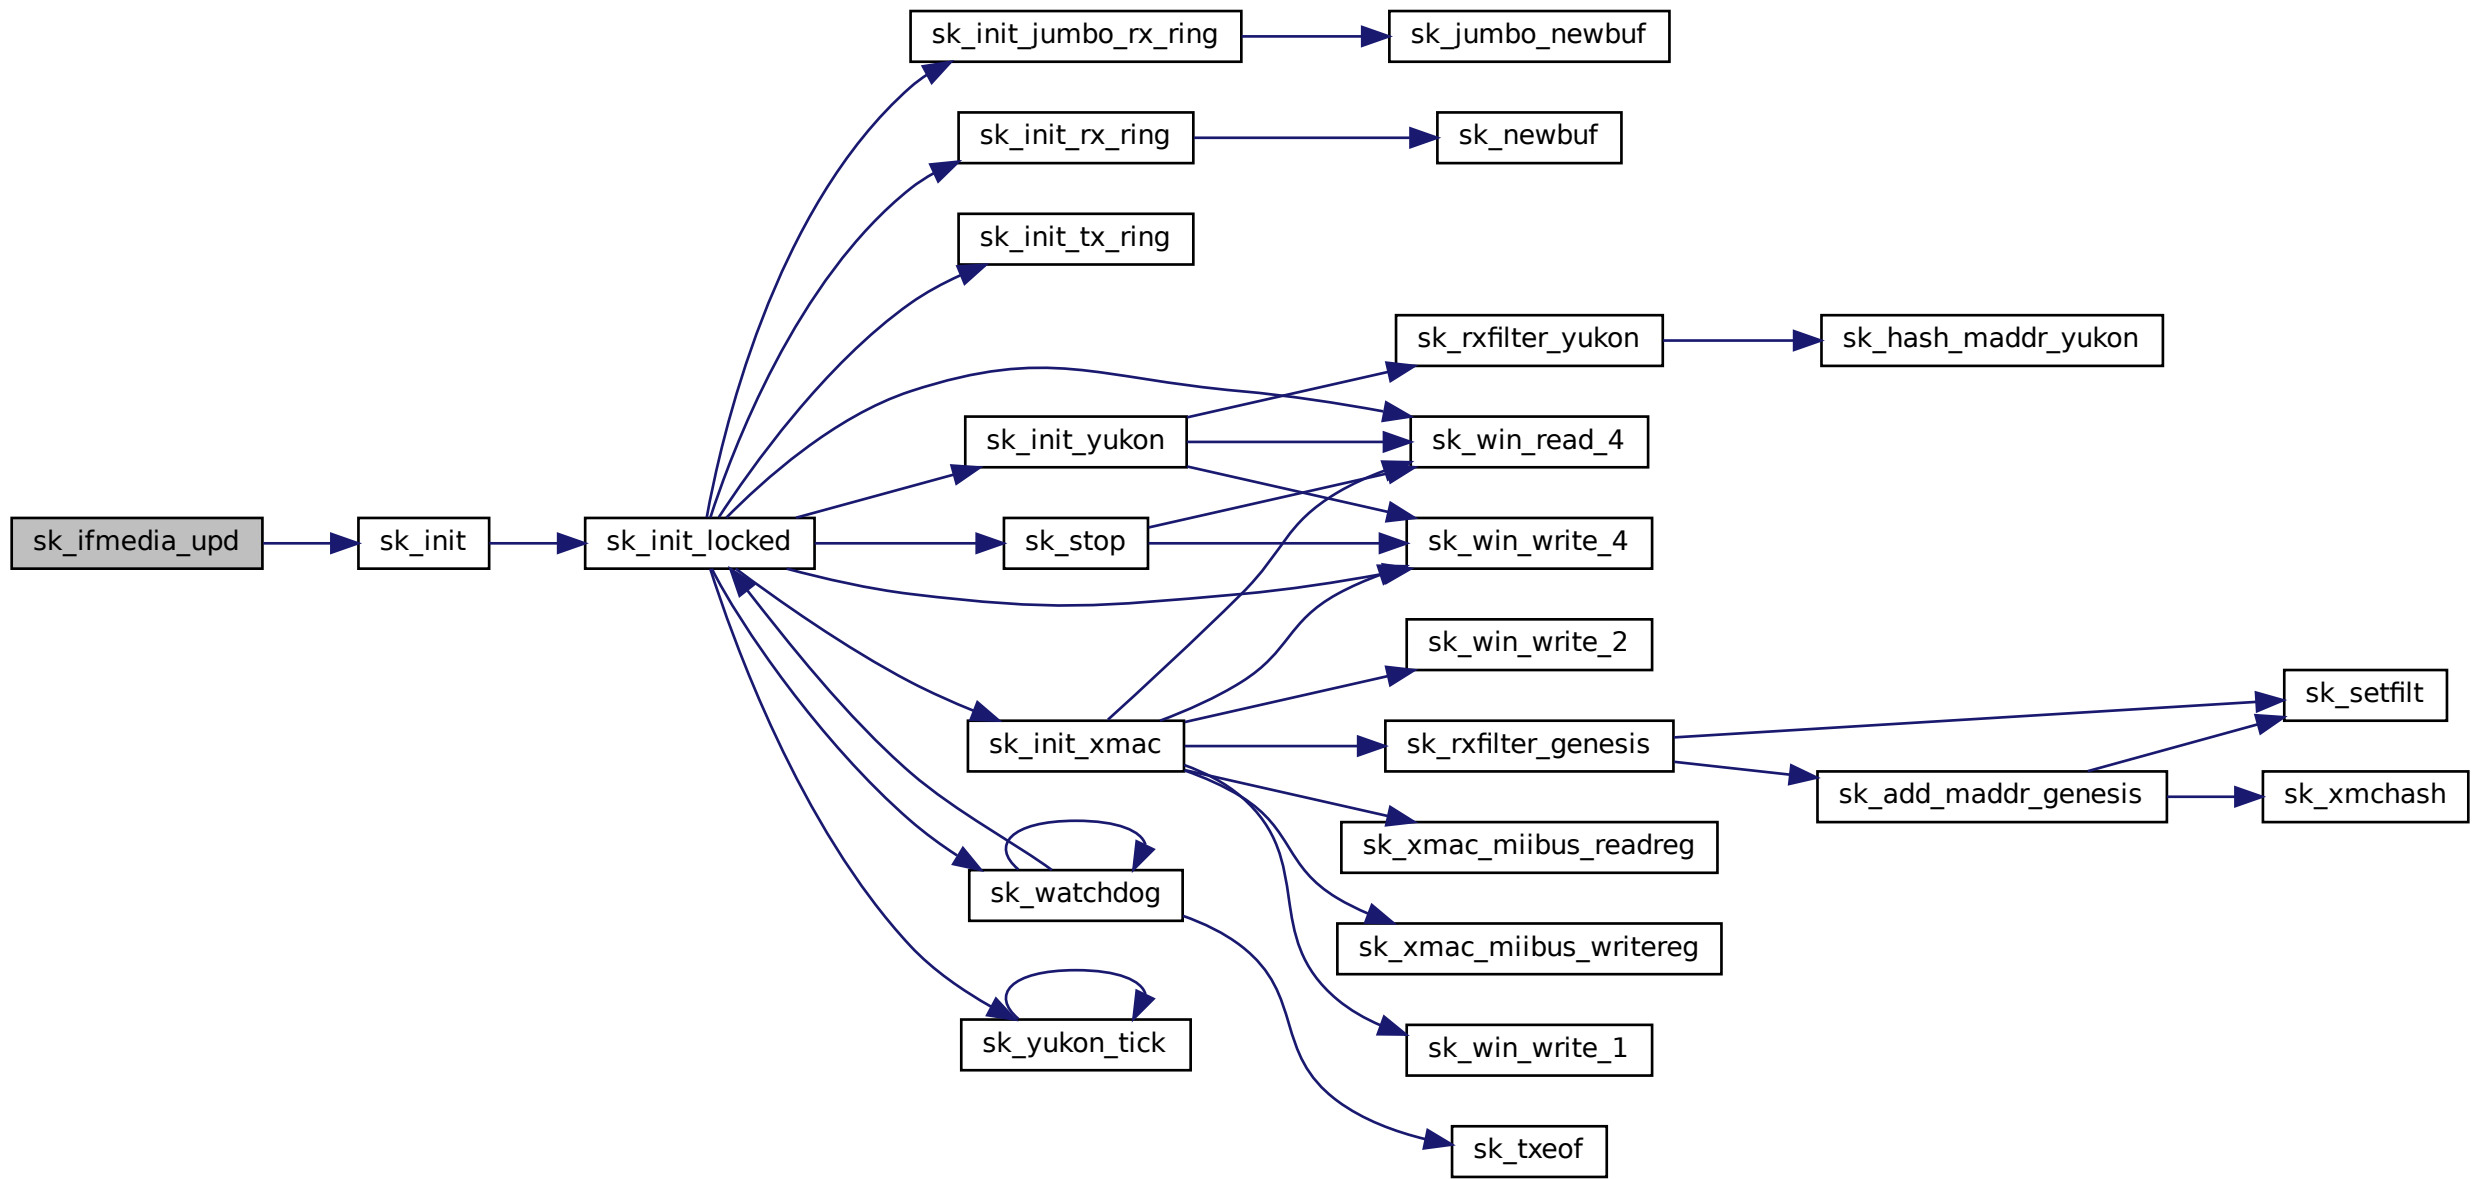 sk_init_jumbo_rx_ring
sk_jumbo_newbuf
sk_init_rx_ring
sk_newbuf
sk_init_tx_ring
sk_rxfilter_yukon
sk_hash_maddr_yukon
sk_init_yukon
sk_win_read_4
sk_ifmedia_upd
sk_init
sk_init_locked
sk_stop
sk_win_write_4
sk_win_write_2
sk_setfilt
sk_init_xmac
sk_rxfilter_genesis
sk_add_maddr_genesis
sk_xmchash
sk_xmac_miibus_readreg
sk_watchdog
sk_xmac_miibus_writereg
sk_yukon_tick
sk_win_write_1
sk_txeof